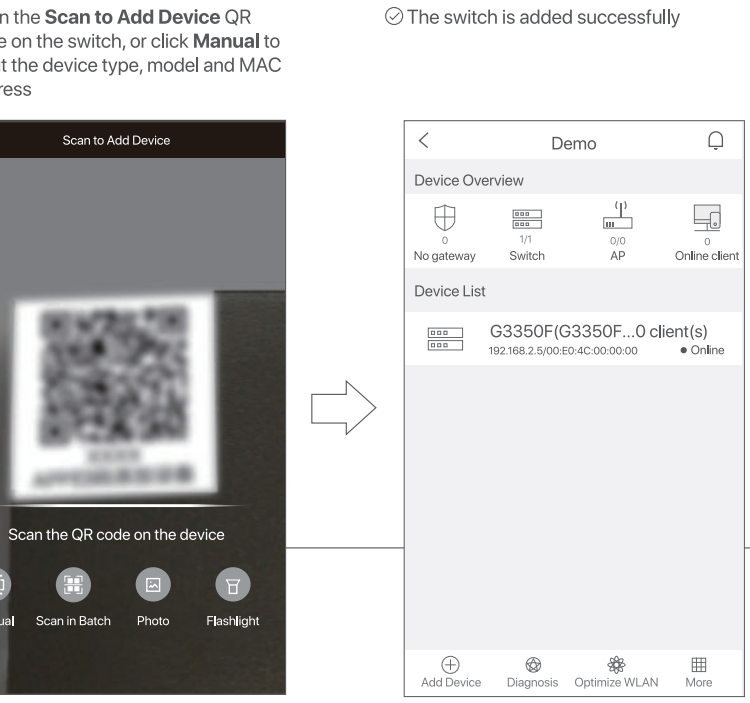 n the Scan to Add Device QR
e on the switch, or click Manual to
t the device type, model and MAC
ress
The switch is added successfully
Scan to Add Device
Scan the QR code on the device
ual
Scan in Batch
Photo
Flashlight
Demo
Device Overview
0
No gateway
1/1
Switch
0/0
AP
0
Online client
Device List
G3350F(G3350F...0 client(s)
192.168.2.5/00:E0:4C:00:00:00
● Online
Add Device
Diagnosis
Optimize WLAN
More